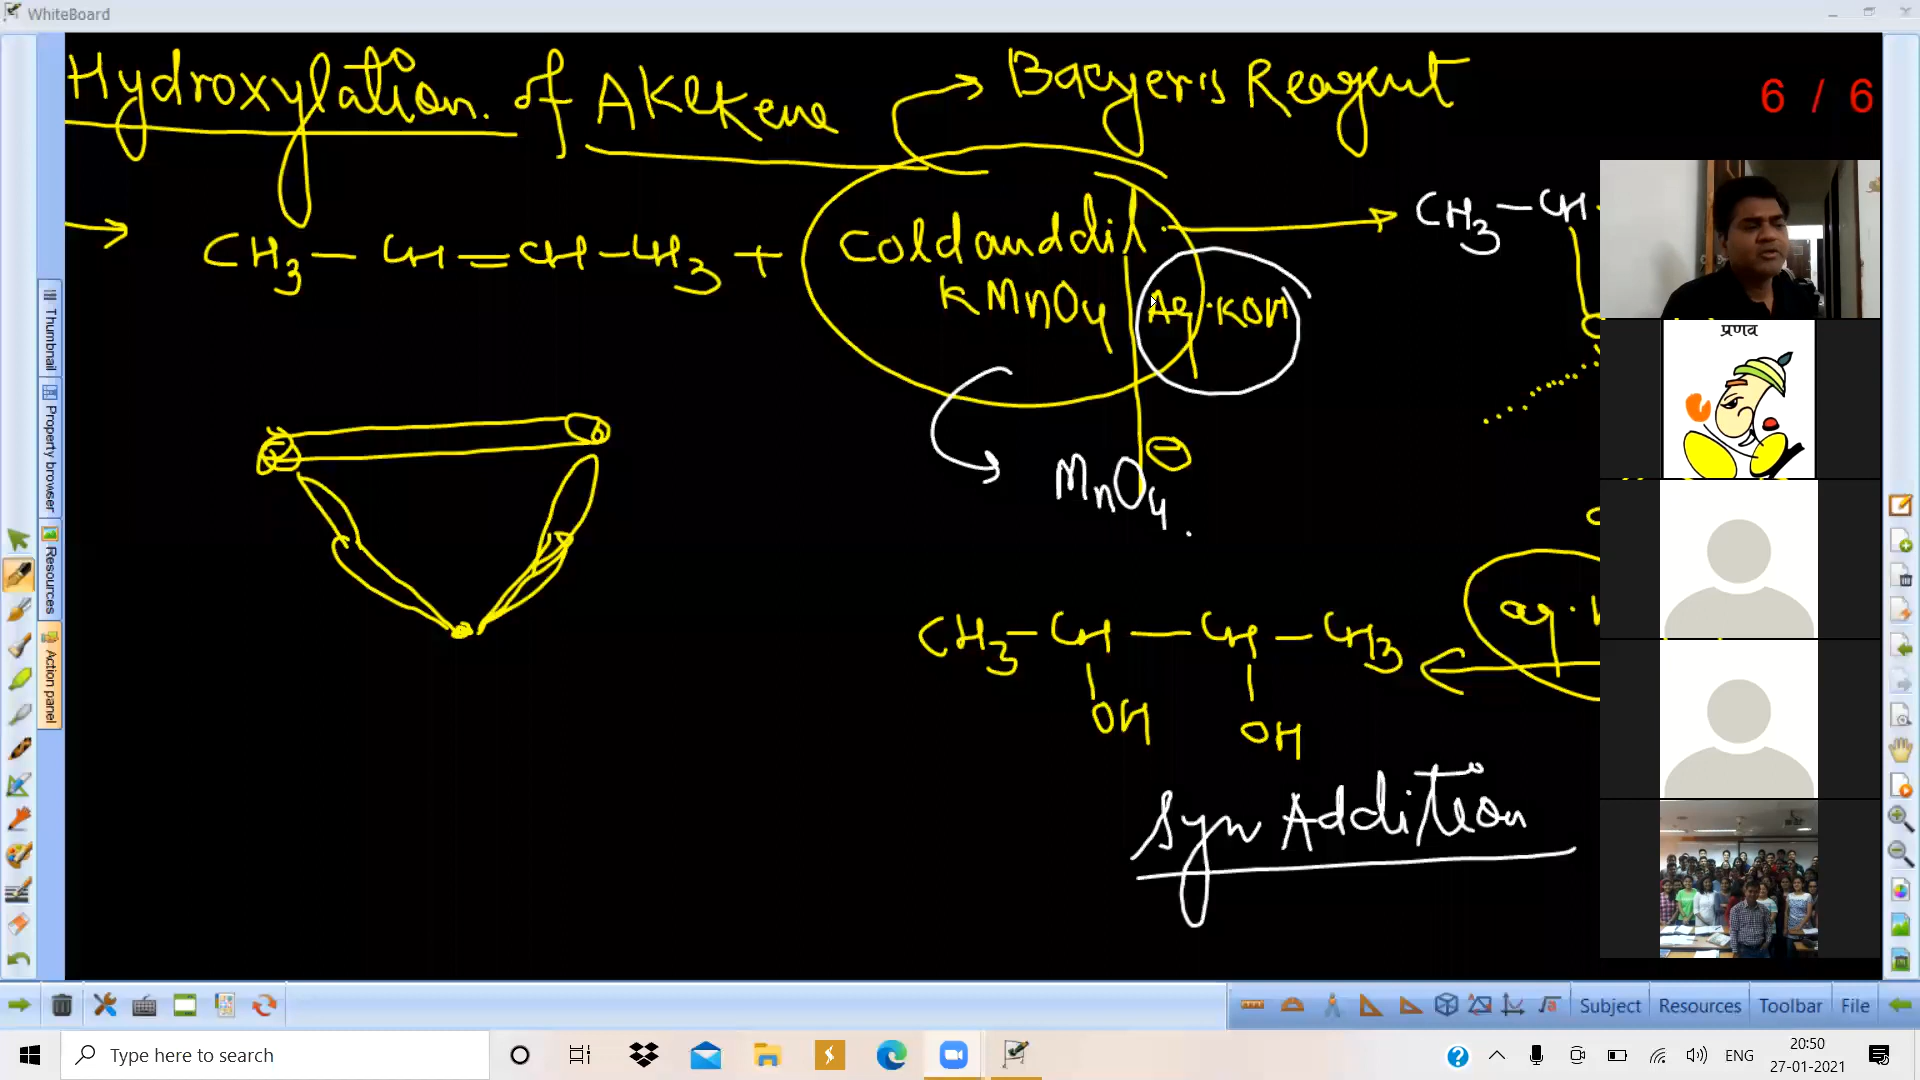 WhiteBoard
Hydroxylation. of AKlkene
Baeyer's Reagent
6 / 6
CH3 — CH = CH — CH3 +
Cold and dil.
KMnO4
Aq. KOH
CH3 — CH
MnO4⊖.
CH3 — CH — CH — CH3
OH OH
aq.
Syn Addition
प्रणव
Thumbnail
Property browser
Resources
Action panel
Subject
Resources
Toolbar
File
Type here to search
ENG
20:50
27-01-2021